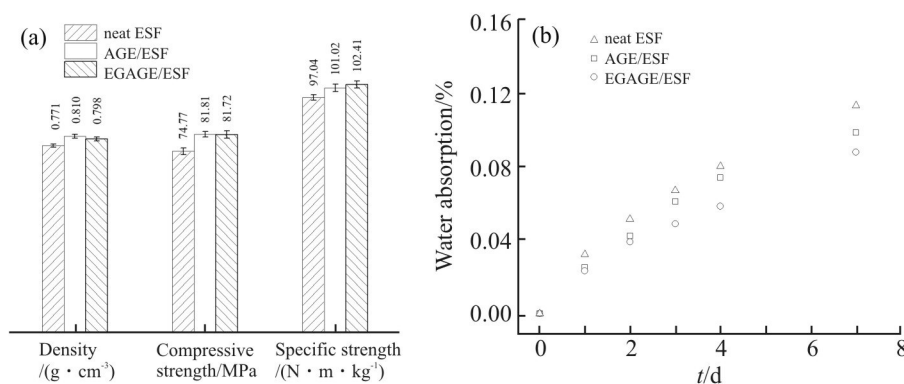 (a)
neat ESF
AGE/ESF
EGAGE/ESF
0.771
0.810
0.798
74.77
81.81
81.72
97.04
101.02
102.41
Density
/(g·cm⁻³)
Compressive
strength/MPa
Specific strength
/(N·m·kg⁻¹)
(b)
neat ESF
AGE/ESF
EGAGE/ESF
Water absorption/%
0.16
0.12
0.08
0.04
0.00
0 2 4 6 8
t/d